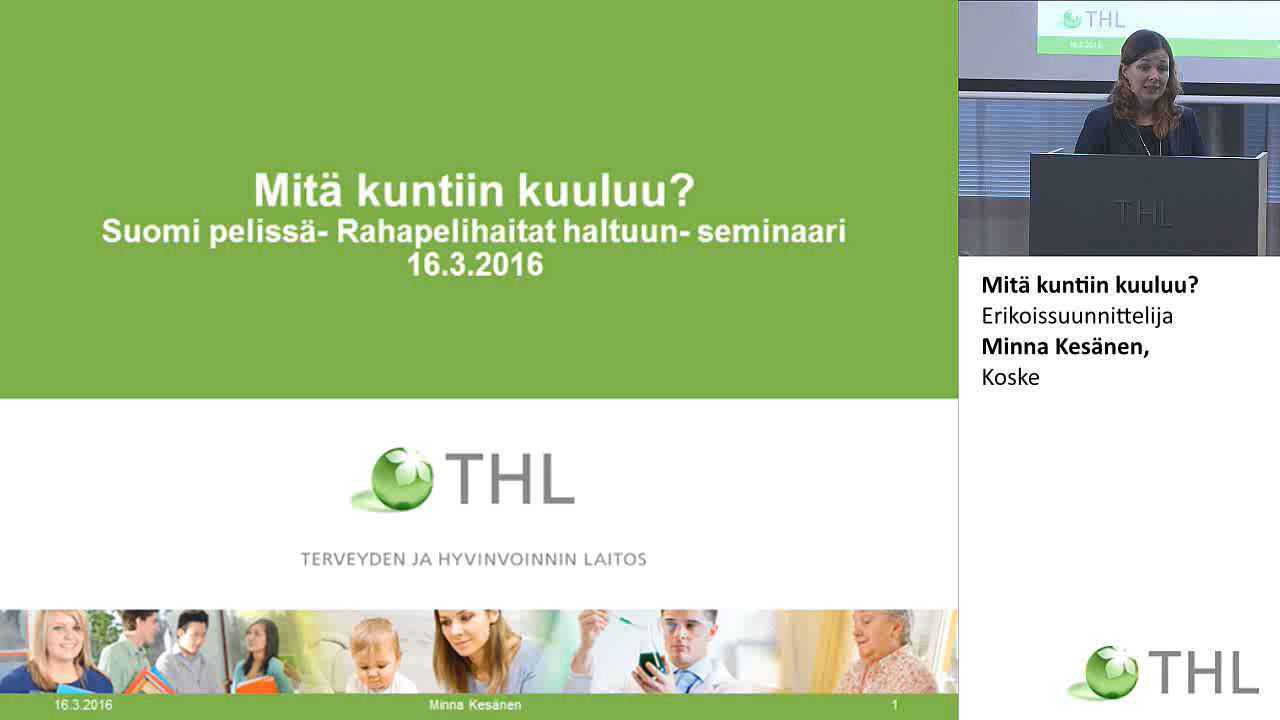 Mitä kuntiin kuuluu?
Suomi pelissä- Rahapelihaitat haltuun- seminaari
16.3.2016
THL
TERVEYDEN JA HYVINVOINNIN LAITOS
16.3.2016
Minna Kesänen
1
THL
16.3.2016
THL
Mitä kuntiin kuuluu?
Erikoissuunnittelija
Minna Kesänen,
Koske
THL